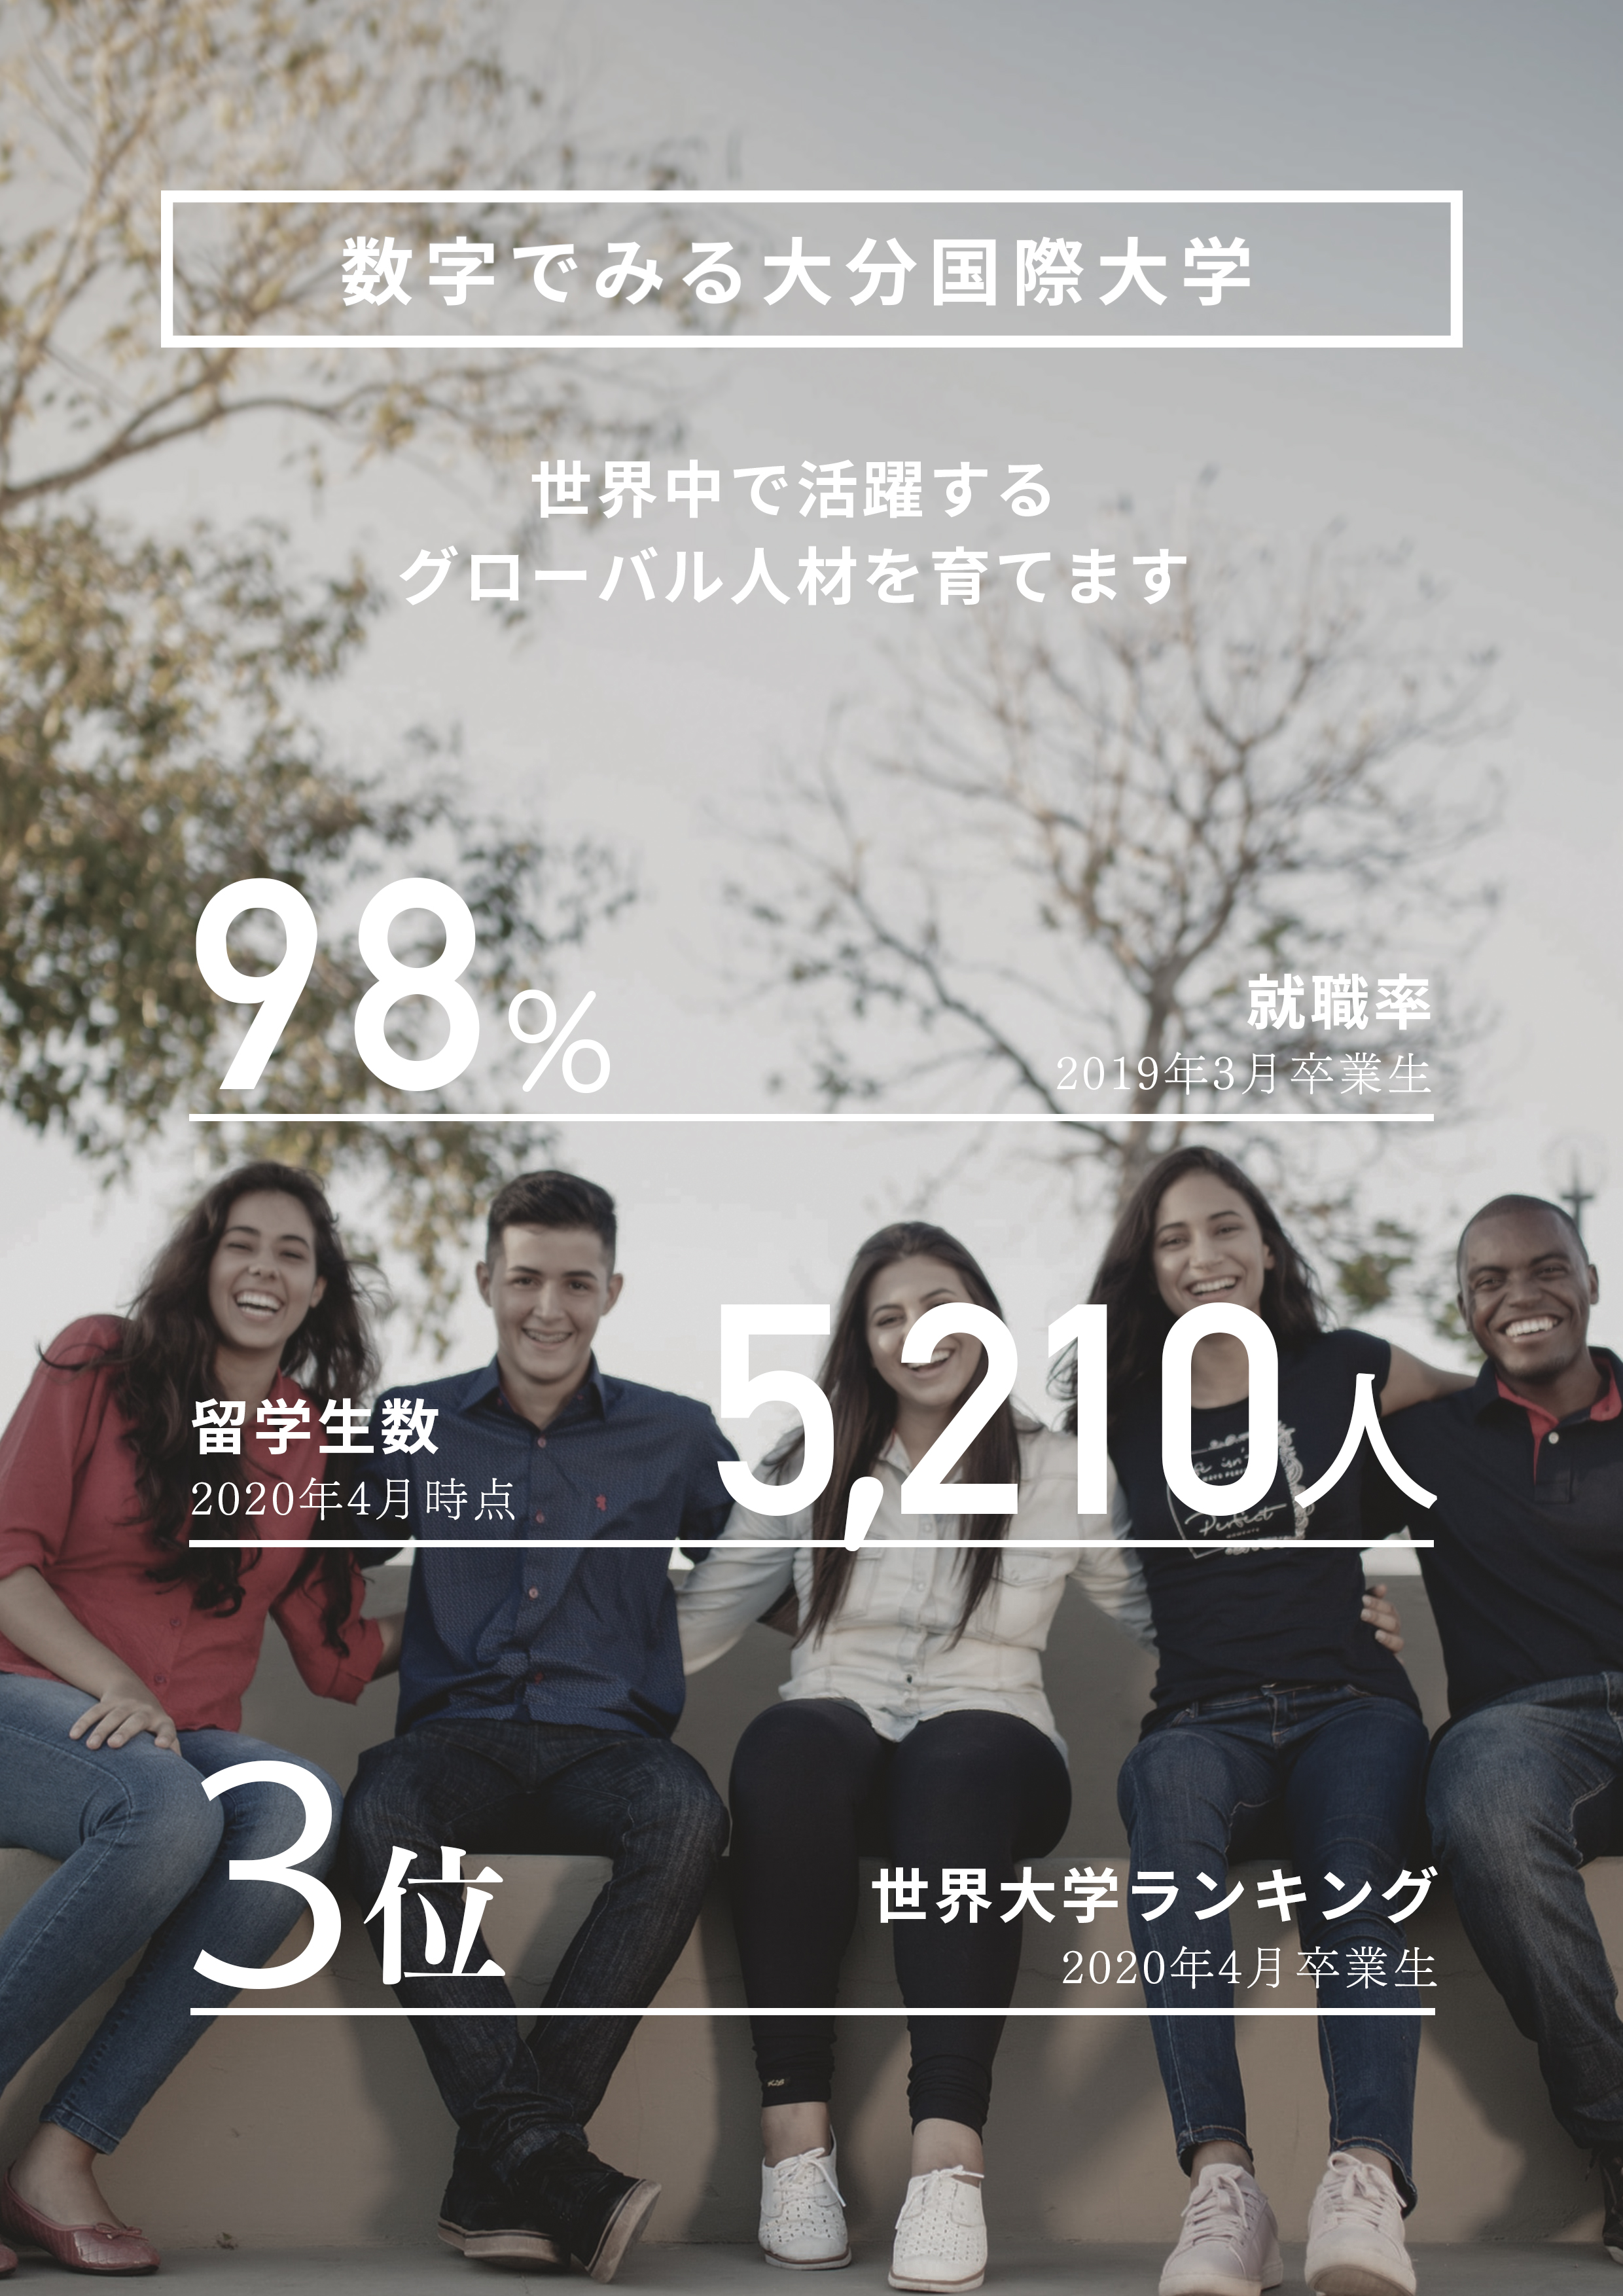 数字でみる大分国際大学
世界中で活躍する
グローバル人材を育てます
98%
就職率
2019年3月卒業生
5,210人
留学生数
2020年4月時点
3位
世界大学ランキング
2020年4月卒業生
Perfect